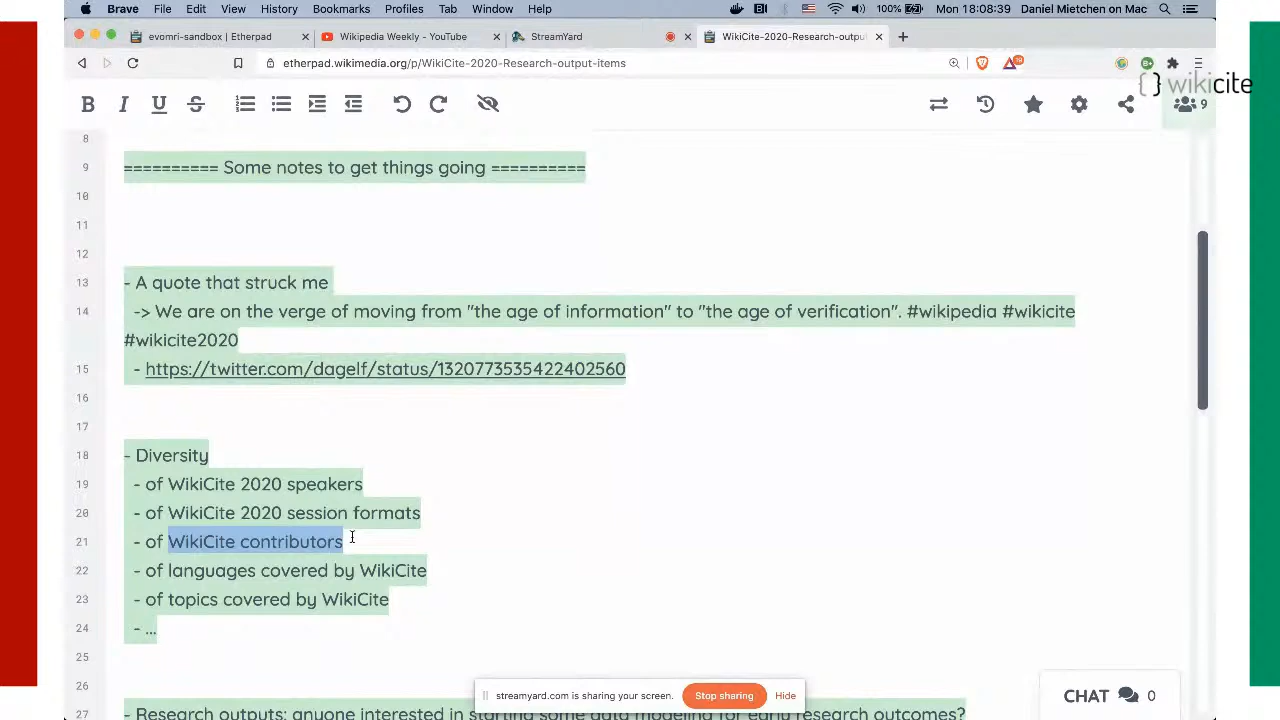 Brave File Edit View History Bookmarks Profiles Tab Window Help 100% Mon 18:08:39 Daniel Mietchen on Mac
evomri-sandbox | Etherpad Wikipedia Weekly - YouTube StreamYard WikiCite-2020-Research-outpu
etherpad.wikimedia.org/p/WikiCite-2020-Research-output-items
{ } wikicite
9
8
9 ========== Some notes to get things going ==========
10
11
12
13 - A quote that struck me
14 -> We are on the verge of moving from "the age of information" to "the age of verification". #wikipedia #wikicite
#wikicite2020
15 - https://twitter.com/dagelf/status/1320773535422402560
16
17
18 - Diversity
19 - of WikiCite 2020 speakers
20 - of WikiCite 2020 session formats
21 - of WikiCite contributors
22 - of languages covered by WikiCite
23 - of topics covered by WikiCite
24 - ...
25
26
27 - Research outputs: anyone interested in starting some data modeling for early research outcomes?
streamyard.com is sharing your screen. Stop sharing Hide
CHAT 0